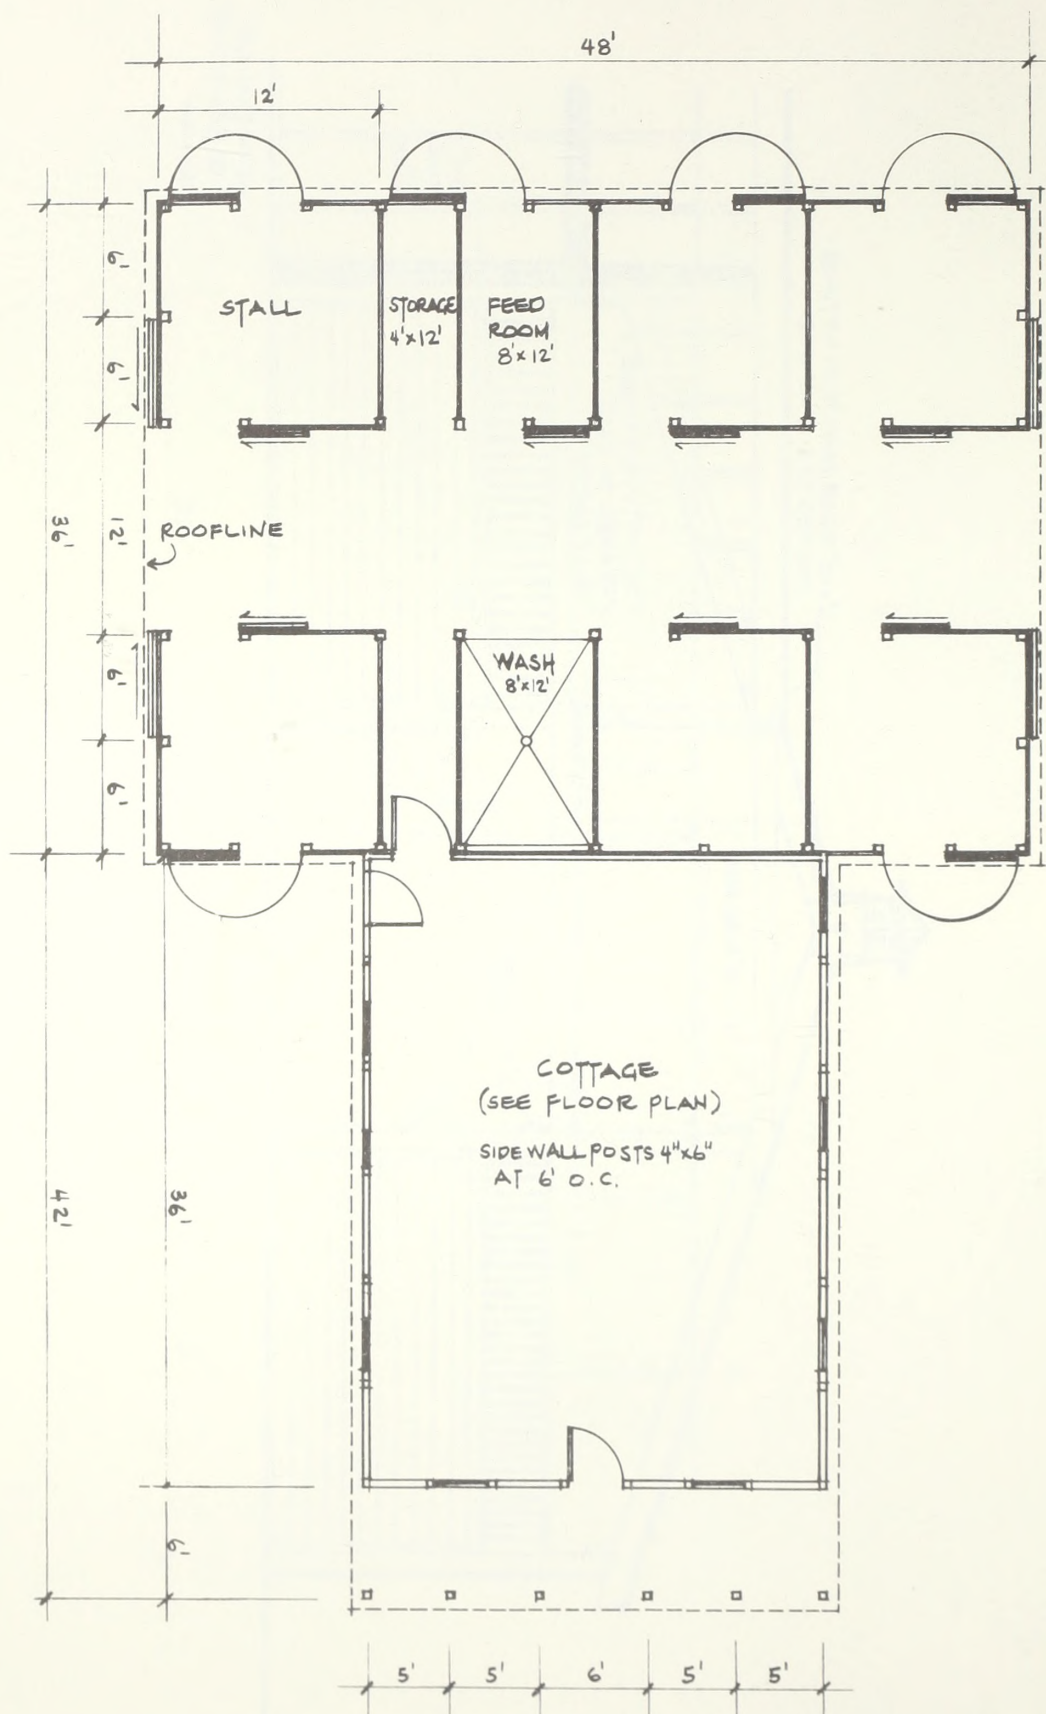 48'
12'
6'
6'
12'
6'
6'
36'
STALL
STORAGE
4'x12'
FEED
ROOM
8'x12'
ROOFLINE
WASH
8'x12'
COTTAGE
(SEE FLOOR PLAN)
SIDE WALL POSTS 4"x6"
AT 6' O.C.
42'
36'
6'
5'
5'
6'
5'
5'